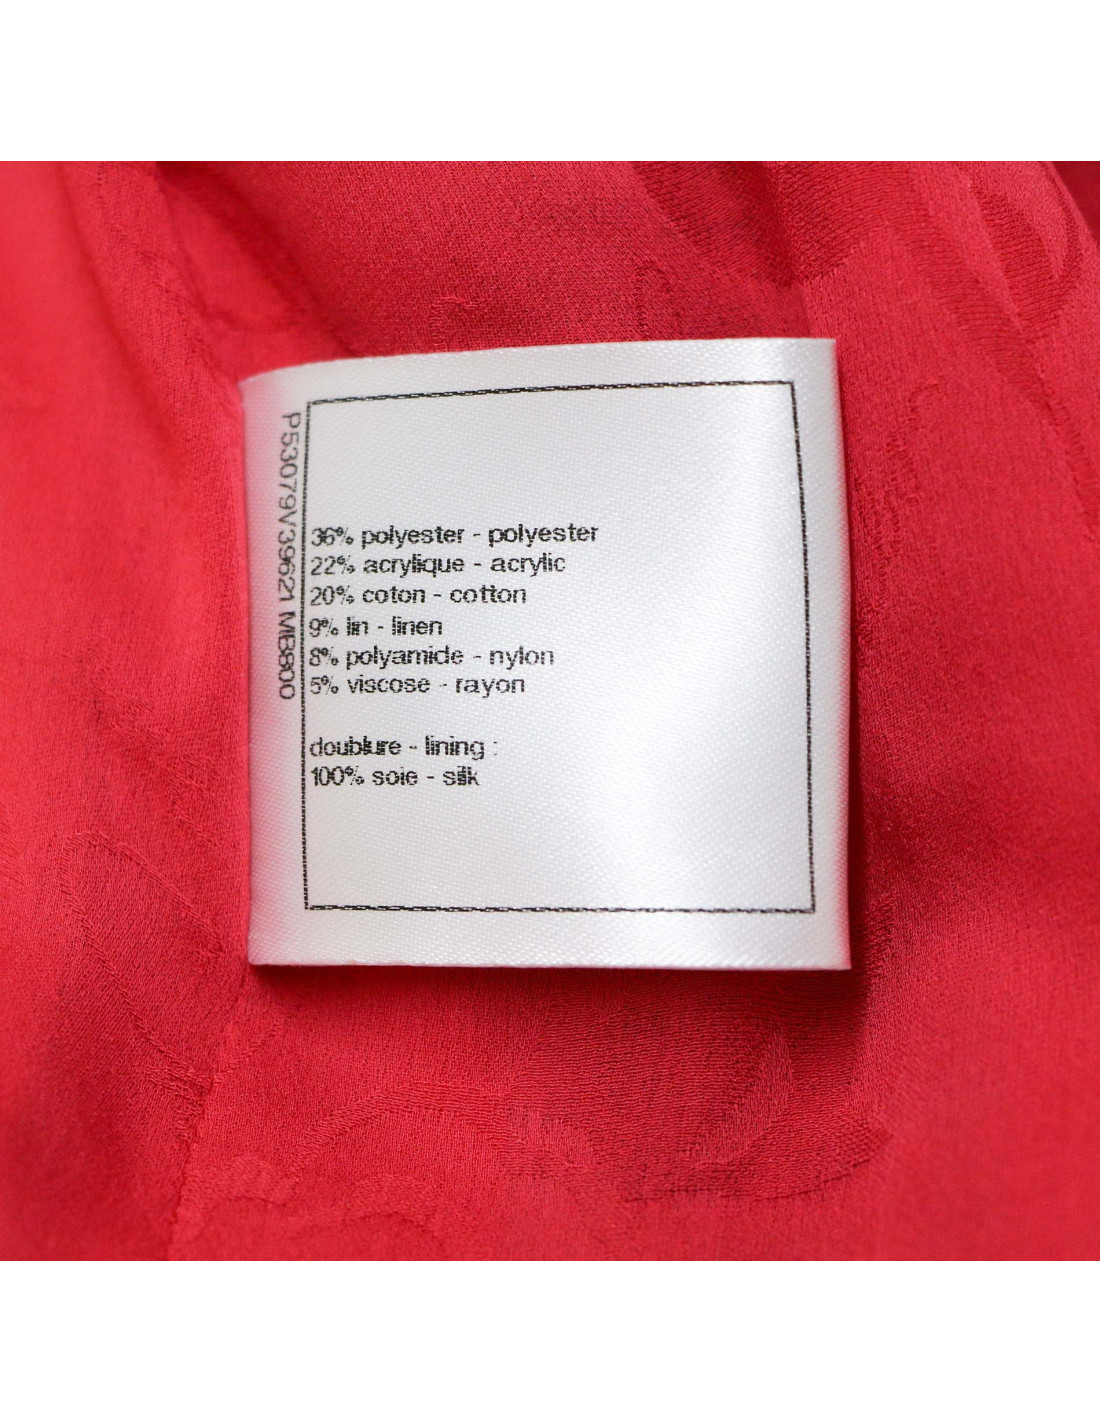 P53079V39621 MB800
36% polyester - polyester
22% acrylique - acrylic
20% coton - cotton
9% lin - linen
8% polyamide - nylon
5% viscose - rayon
doublure - lining :
100% soie - silk